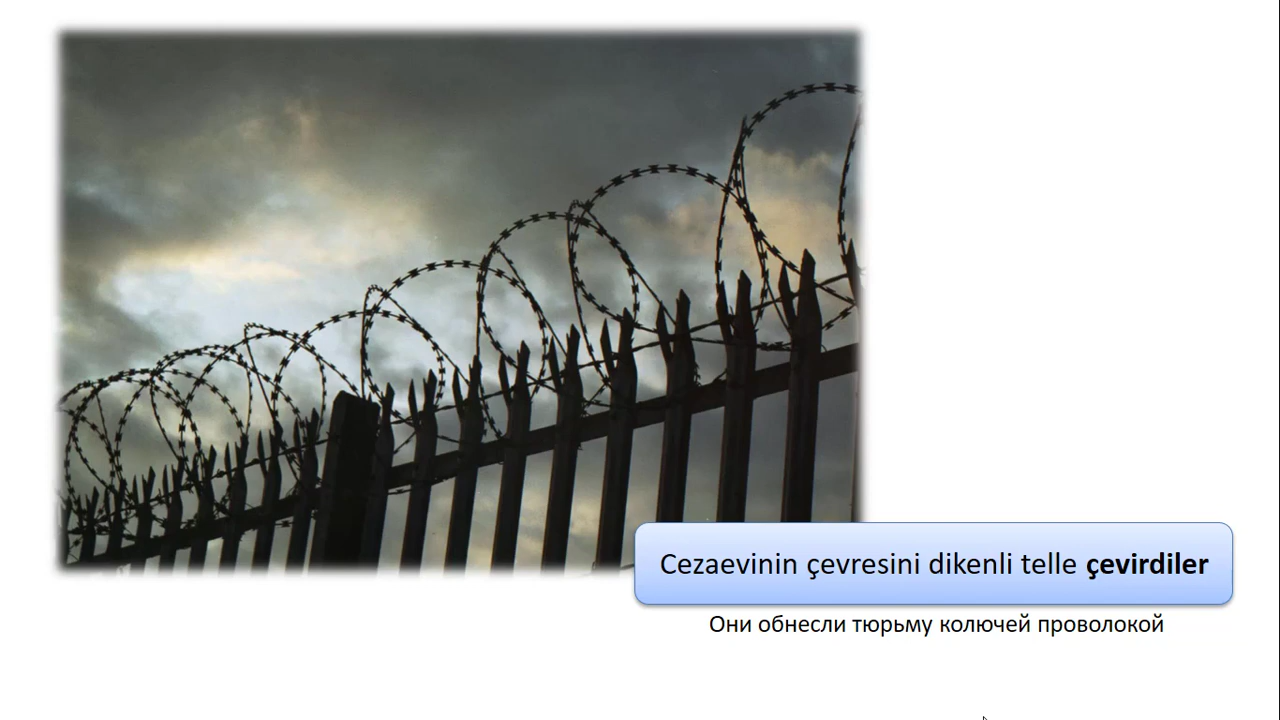 Cezaevinin çevresini dikenli telle çevirdiler
Они обнесли тюрьму колючей проволокой